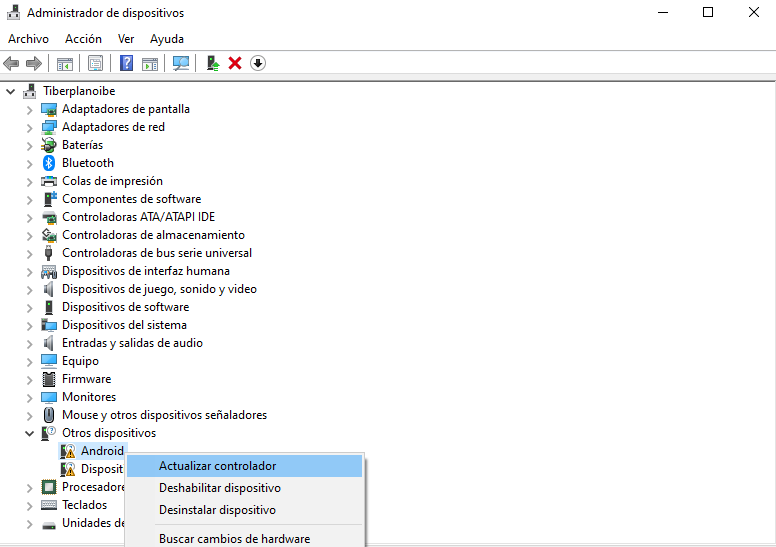 Administrador de dispositivos
Archivo Acción Ver Ayuda
Tiberplanoibe
Adaptadores de pantalla
Adaptadores de red
Baterías
Bluetooth
Colas de impresión
Componentes de software
Controladoras ATA/ATAPI IDE
Controladoras de almacenamiento
Controladoras de bus serie universal
Dispositivos de interfaz humana
Dispositivos de juego, sonido y video
Dispositivos de software
Dispositivos del sistema
Entradas y salidas de audio
Equipo
Firmware
Monitores
Mouse y otros dispositivos señaladores
Otros dispositivos
Android
Actualizar controlador
Disposit
Deshabilitar dispositivo
Procesadore
Desinstalar dispositivo
Teclados
Unidades de
Buscar cambios de hardware